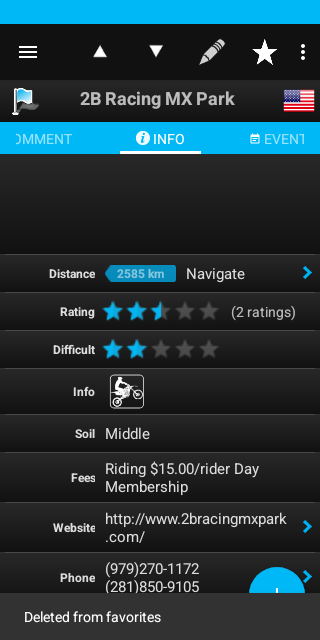 2B Racing MX Park
OMMENT
INFO
EVENT
Distance
2585 km
Navigate
Rating
(2 ratings)
Difficult
Info
Soil
Middle
Fees
Riding $15.00/rider Day
Membership
Website
http://www.2bracingmxpark
.com/
Phone
(979)270-1172
(281)850-9105
Deleted from favorites